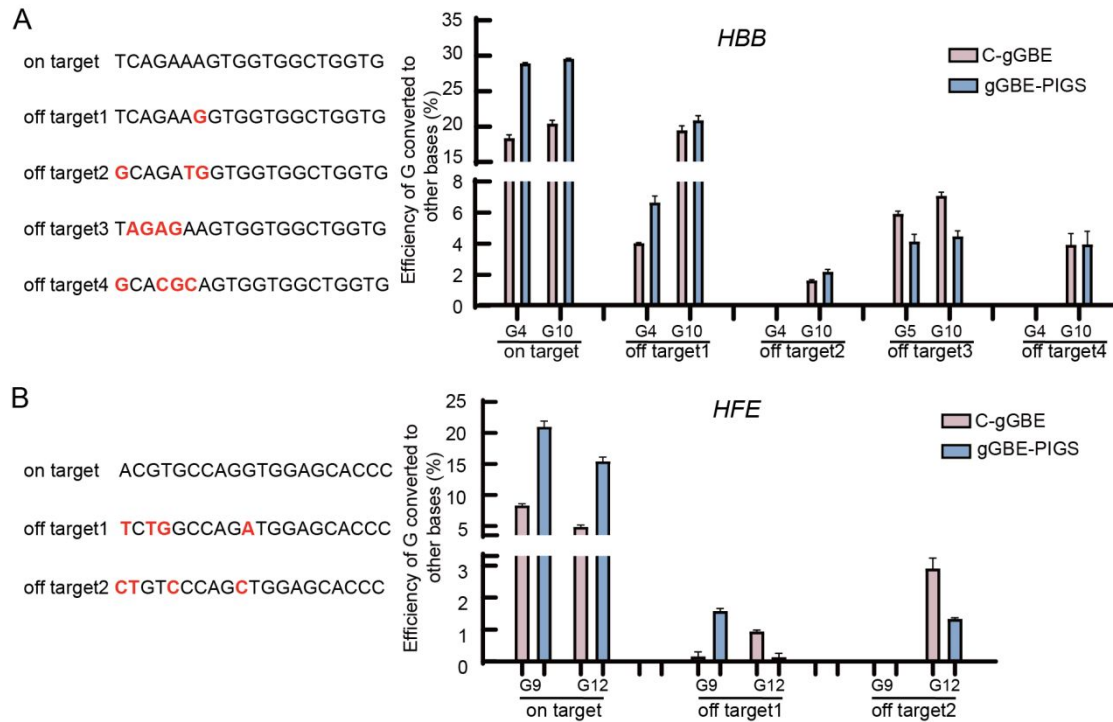 A
on target TCAGAAAGTGGTGGCTGGTG
off target1 TCAGAAGGTGGTGGCTGGTG
off target2 GCAGATGGTGGTGGCTGGTG
off target3 TAGAGAAGTGGTGGCTGGTG
off target4 GCACGCAGTGGTGGCTGGTG
Efficiency of G converted to
other bases (%)
HBB
C-gGBE
gGBE-PIGS
35
30
25
20
15
8
6
4
2
0
G4 G10 G4 G10 G4 G10 G5 G10 G4 G10
on target off target1 off target2 off target3 off target4
B
on target ACGTGCCAGGTGGAGCACCC
off target1 TCTGGCCAGATGGAGCACCC
off target2 CTGTCCCAGCTGGAGCACCC
Efficiency of G converted to
other bases (%)
HFE
C-gGBE
gGBE-PIGS
25
20
15
10
5
3
2
1
0
G9 G12 G9 G12 G9 G12
on target off target1 off target2